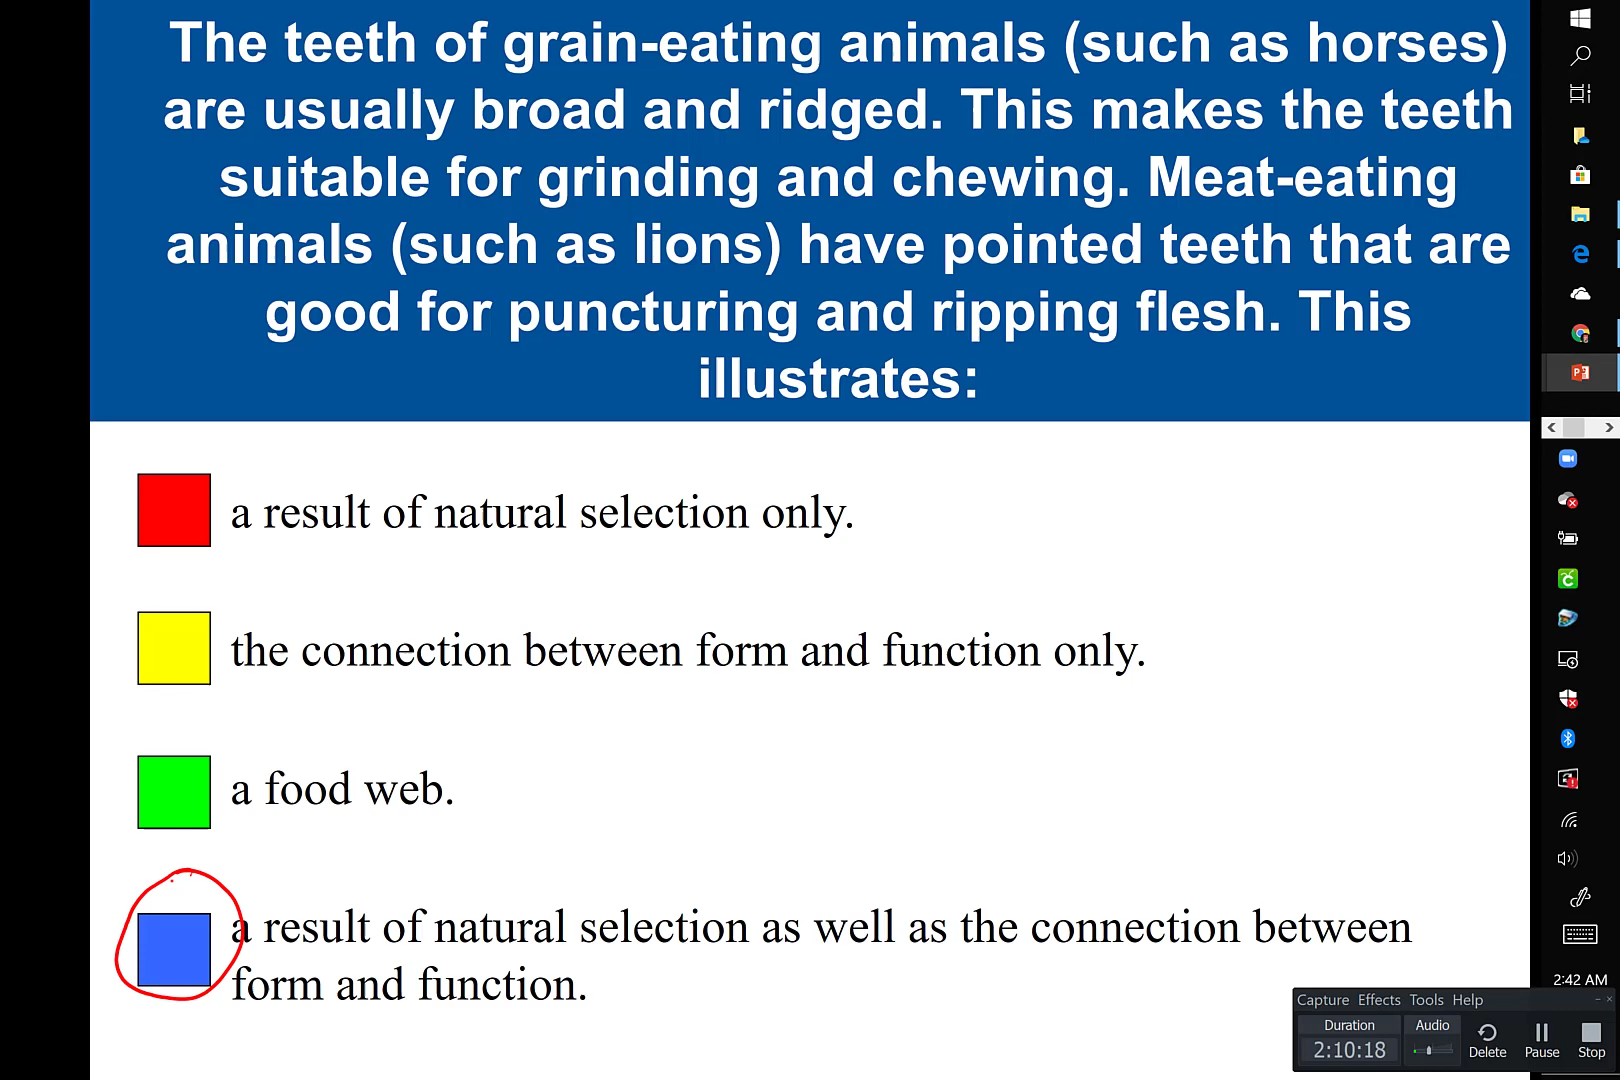 The teeth of grain-eating animals (such as horses)
are usually broad and ridged. This makes the teeth
suitable for grinding and chewing. Meat-eating
animals (such as lions) have pointed teeth that are
good for puncturing and ripping flesh. This
illustrates:
a result of natural selection only.
the connection between form and function only.
a food web.
a result of natural selection as well as the connection between
form and function.
2:42 AM
Capture Effects Tools Help
Duration Audio
2:10:18
Delete Pause Stop